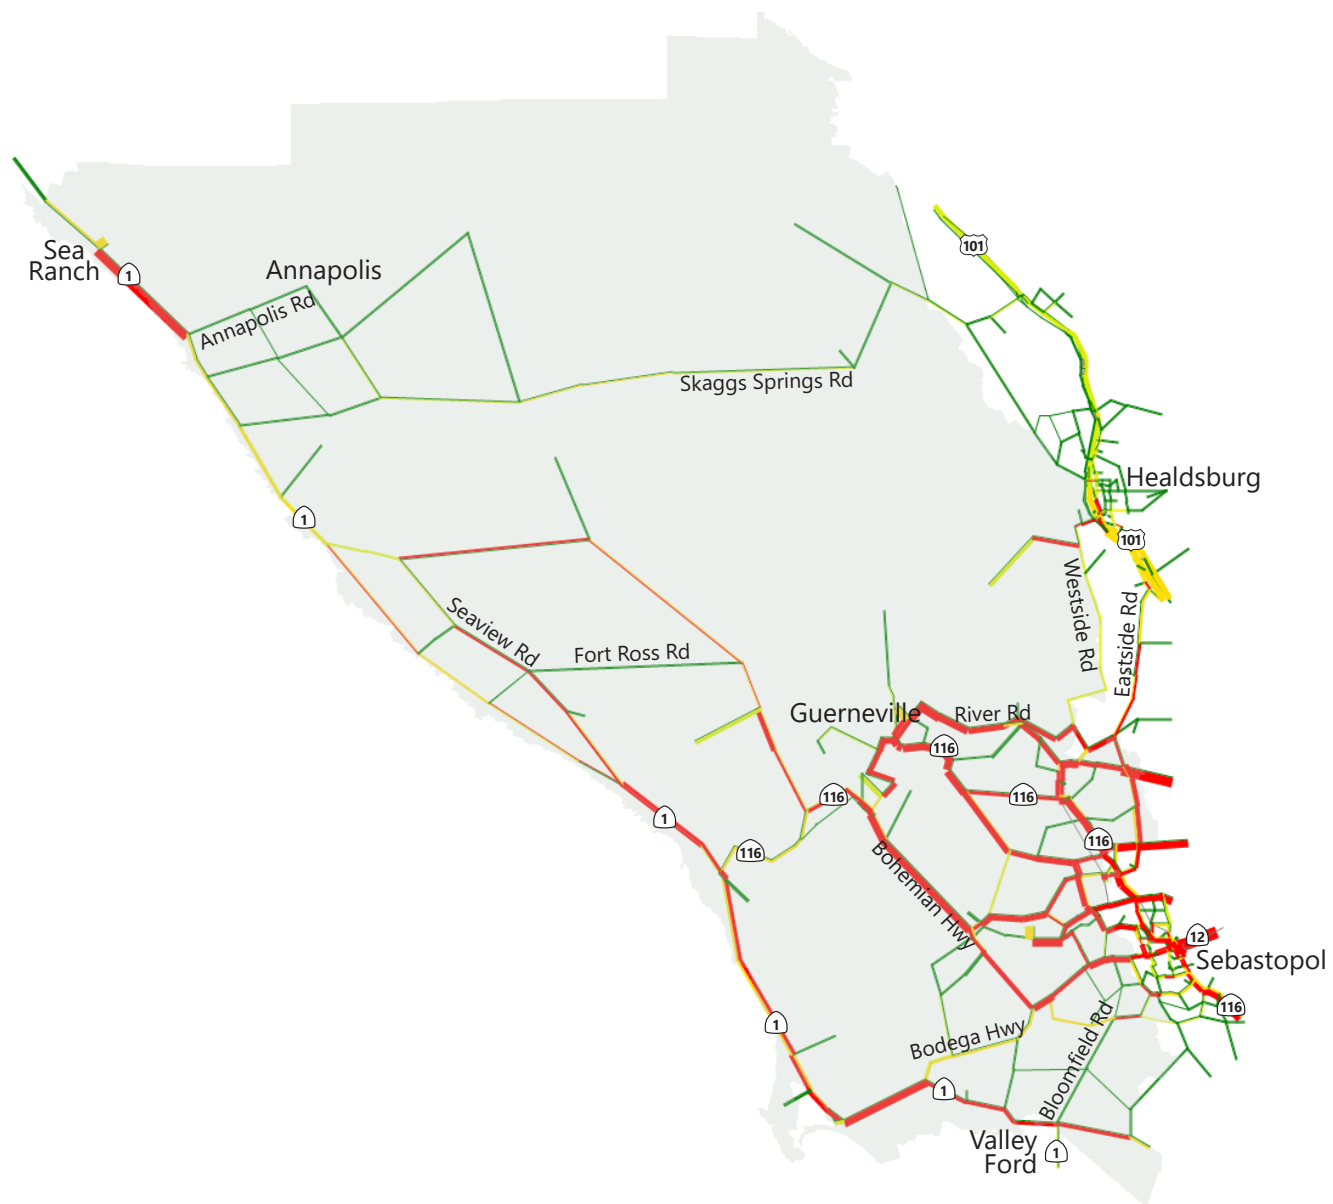 101
Sea
Ranch
1
Annapolis
Annapolis Rd
Skaggs Springs Rd
Healdsburg
1
101
Westside Rd
Eastside Rd
Seaview Rd
Fort Ross Rd
Guerneville
River Rd
116
116
116
1
116
116
Bohemian Hwy
12
Sebastopol
116
1
Bodega Hwy
Bloomfield Rd
1
Valley
Ford
1